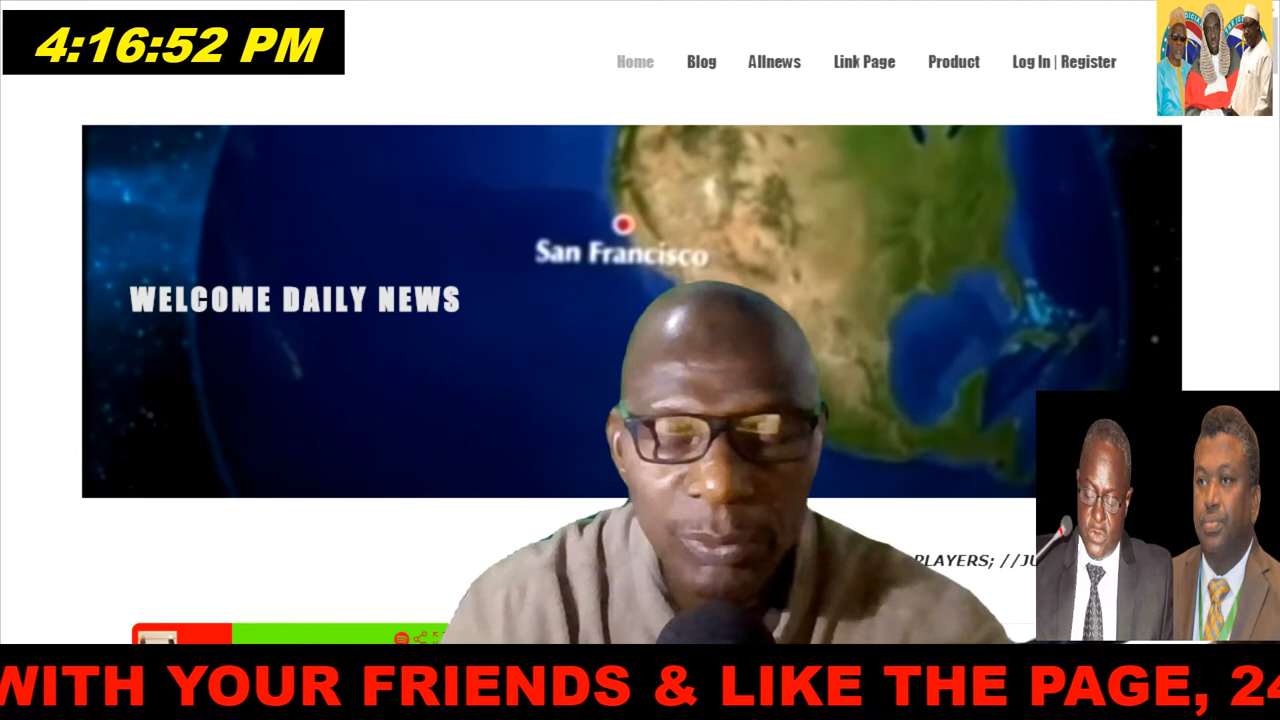 4:16:52 PM
Home Blog Allnews Link Page Product Log In | Register
San Francisco
WELCOME DAILY NEWS
PLAYERS; //JU
WITH YOUR FRIENDS & LIKE THE PAGE, 24